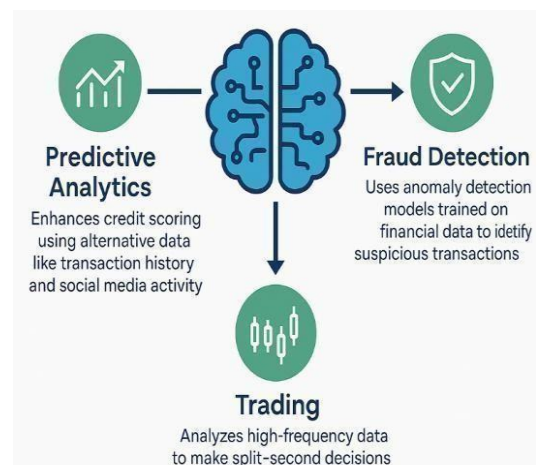 Predictive
Analytics
Enhances credit scoring
using alternative data
like transaction history
and social media activity
Fraud Detection
Uses anomaly detection
models trained on
financial data to idetify
suspicious transactions
Trading
Analyzes high-frequency data
to make split-second decisions